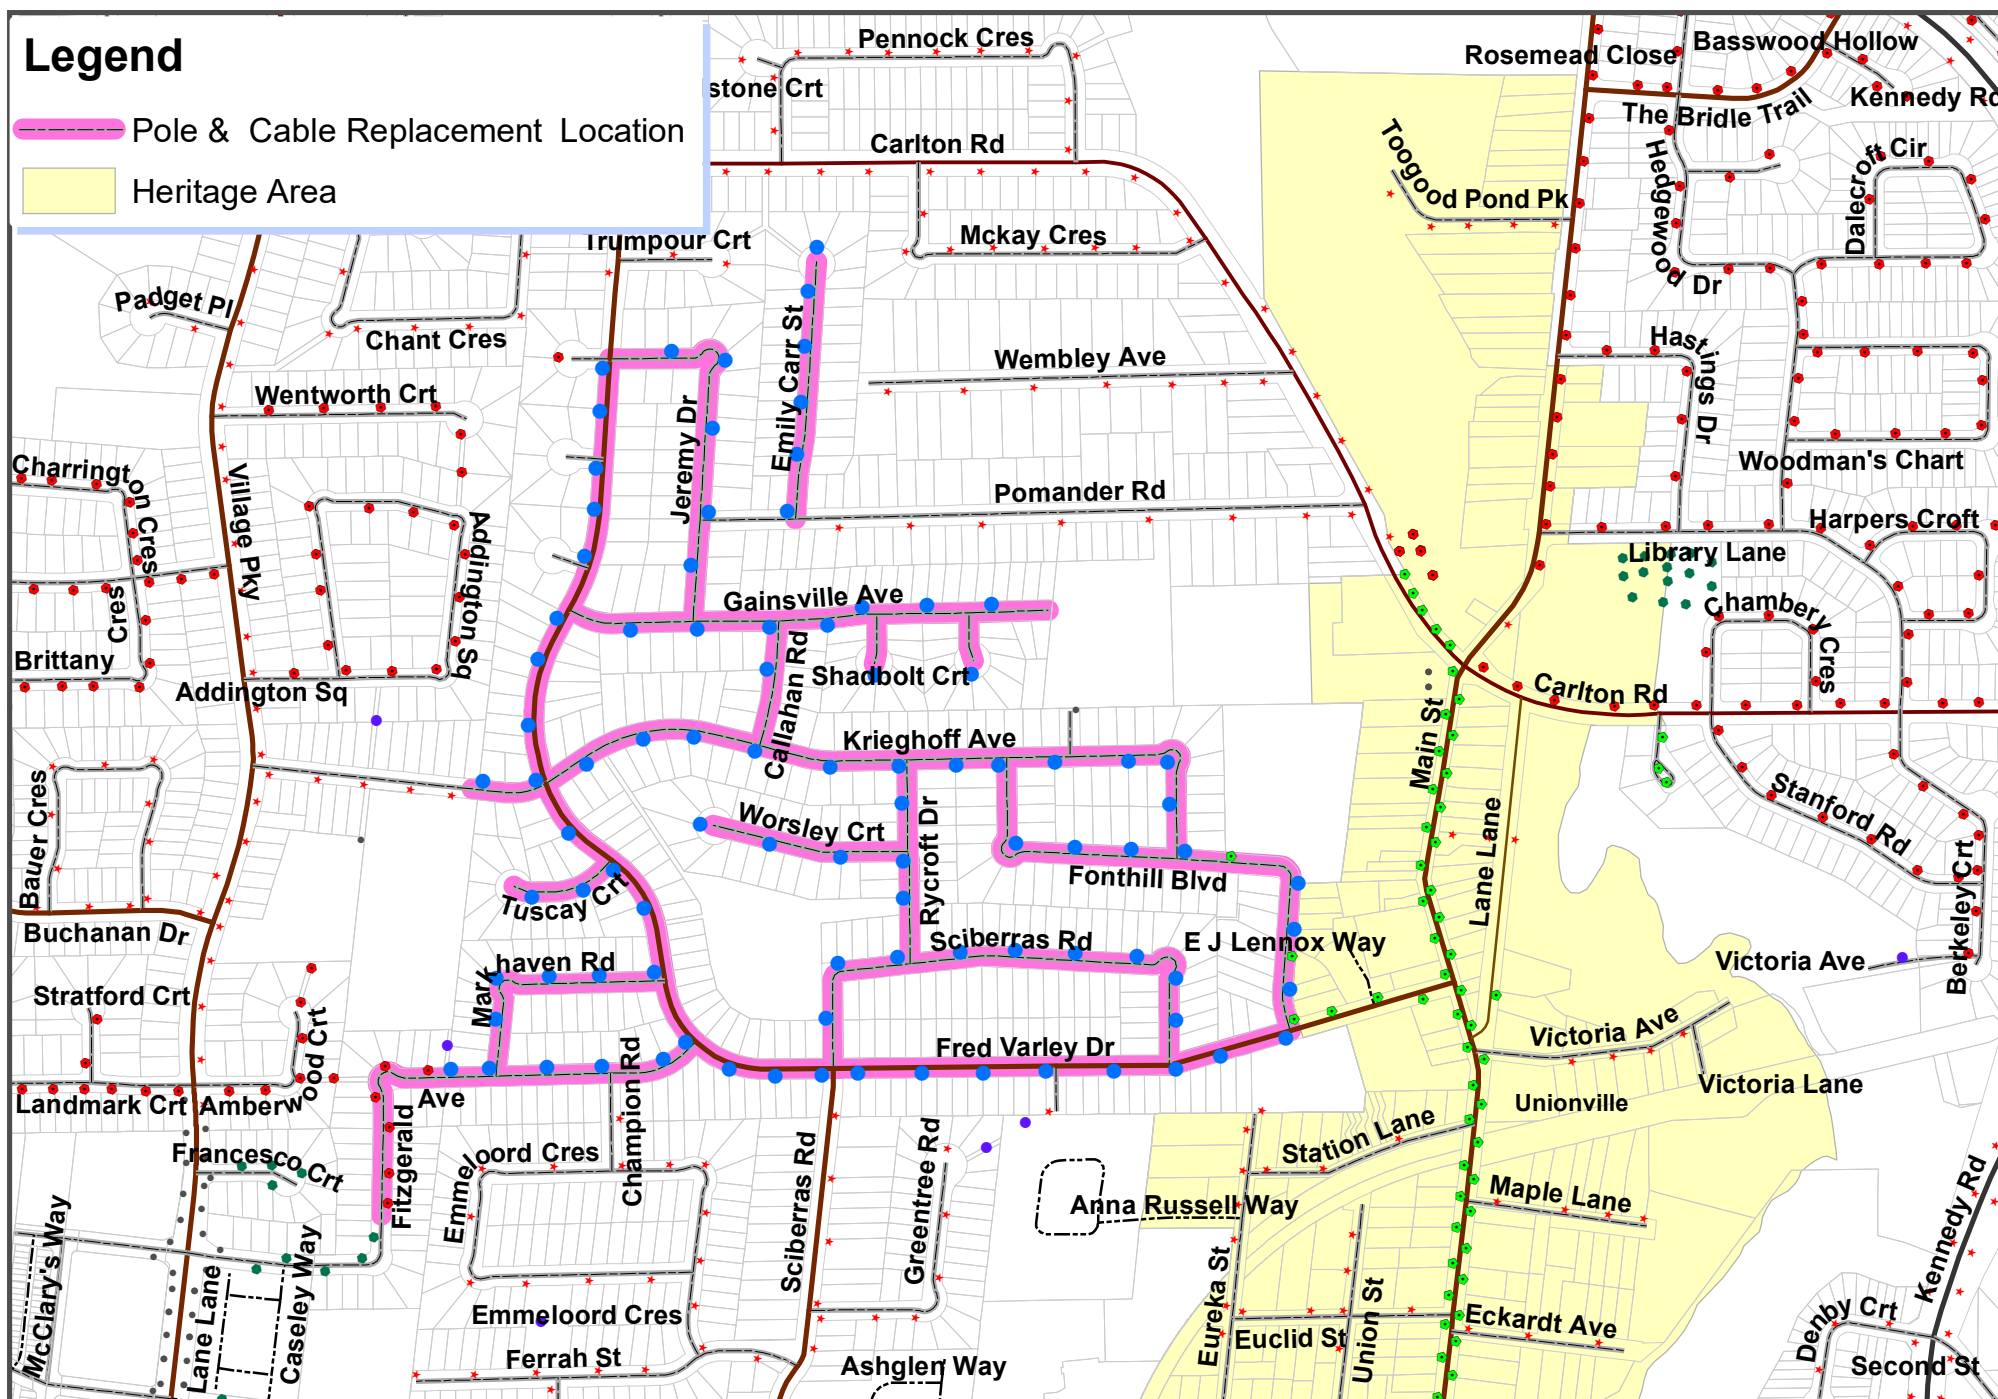 Legend
Pole & Cable Replacement Location
Heritage Area
Pennock Cres
stone Crt
Carlton Rd
Rosemead Close
Basswood Hollow
Kennedy Rd
The Bridle Trail
Toogood Pond Pk
Hedgewood Dr
Dalecroft Cir
Trumpour Crt
Mckay Cres
Padget Pl
Chant Cres
Emily Carr St
Wembley Ave
Hastings Dr
Wentworth Crt
Jeremy Dr
Charrington Cres
Village Pky
Woodman's Chart
Pomander Rd
Addington Sq
Harpers Croft
Library Lane
Cres
Gainsville Ave
Chambery Cres
Brittany
Callahan Rd
Shadbolt Crt
Addington Sq
Carlton Rd
Main St
Krieghoff Ave
Bauer Cres
Worsley Crt
Rycroft Dr
Lane Lane
Stanford Rd
Fonthill Blvd
Tuscay Crt
Berkeley Crt
Buchanan Dr
Sciberras Rd
E J Lennox Way
Markhaven Rd
Victoria Ave
Stratford Crt
Victoria Ave
Fred Varley Dr
Champion Rd
Victoria Lane
Landmark Crt
Amberwood Crt
Ave
Unionville
Fitzgerald
Station Lane
Francesco Crt
Emmeloord Cres
Sciberras Rd
Greentree Rd
Anna Russell Way
Maple Lane
Kennedy Rd
McClary's Way
Lane Lane
Caseley Way
Emmeloord Cres
Eureka St
Euclid St
Union St
Eckardt Ave
Denby Crt
Ferrah St
Ashglen Way
Second St